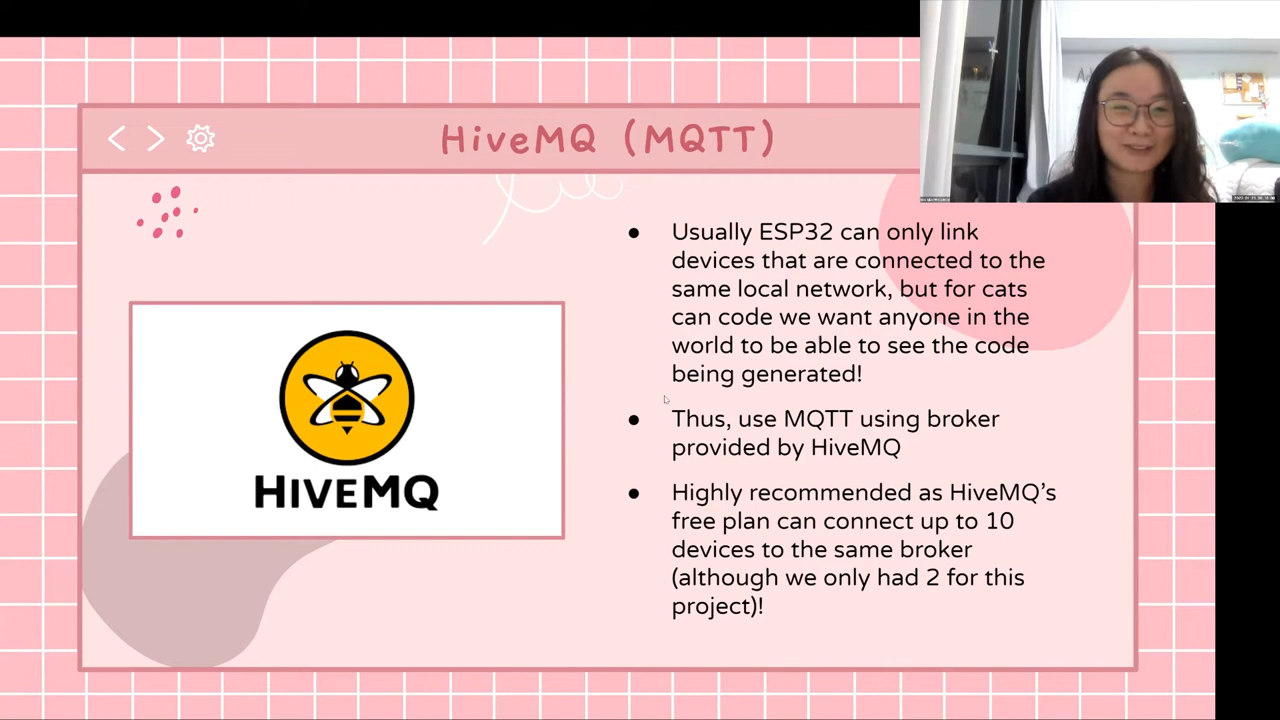 HiveMQ (MQTT)
● Usually ESP32 can only link
devices that are connected to the
same local network, but for cats
can code we want anyone in the
world to be able to see the code
being generated!
● Thus, use MQTT using broker
provided by HiveMQ
● Highly recommended as HiveMQ’s
free plan can connect up to 10
devices to the same broker
(although we only had 2 for this
project)!
HIVEMQ